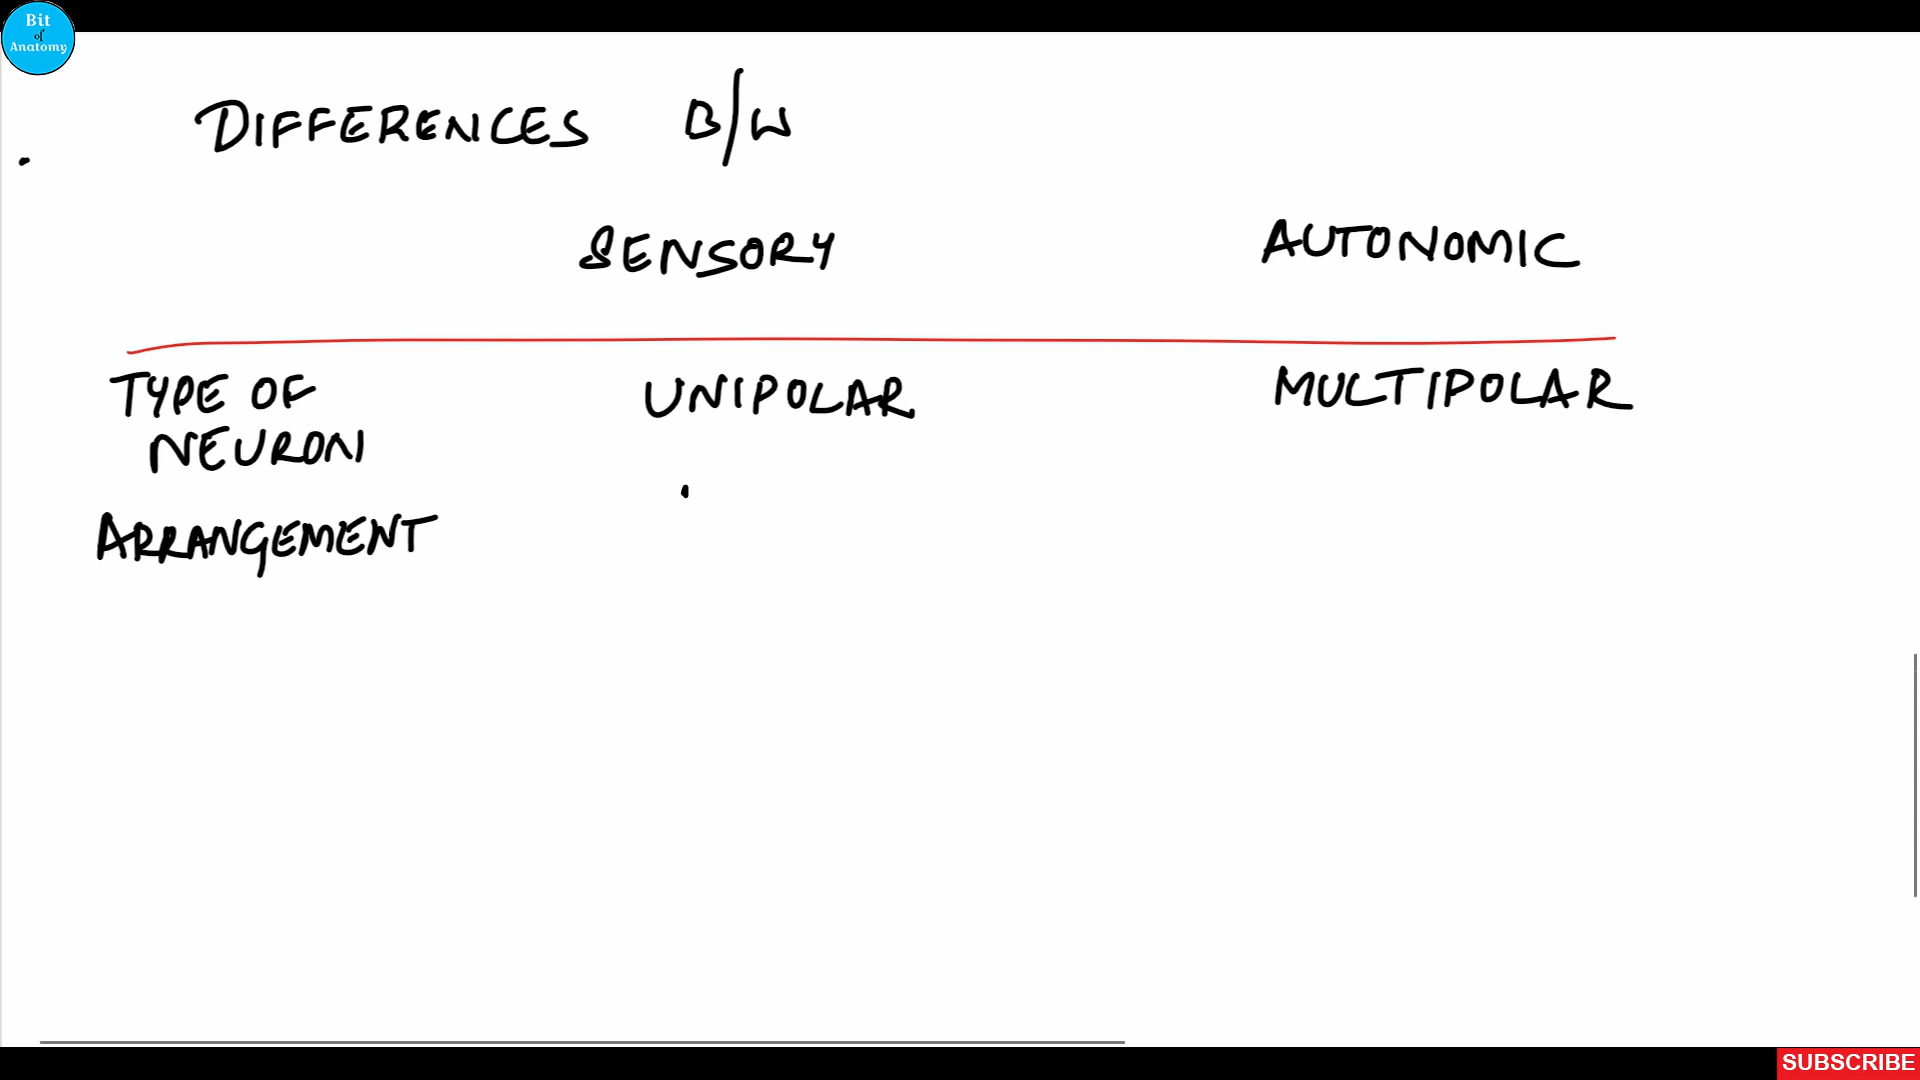 Bit
of
Anatomy
DIFFERENCES B/W
SENSORY AUTONOMIC
TYPE OF UNIPOLAR MULTIPOLAR
NEURON
ARRANGEMENT
SUBSCRIBE